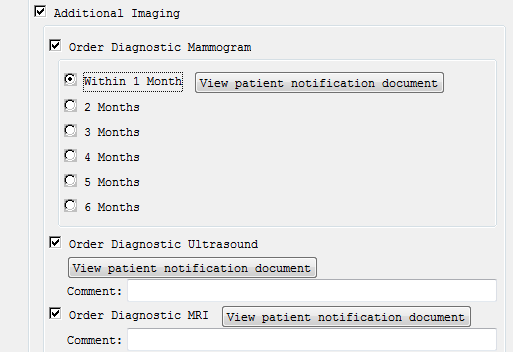 Additional Imaging
Order Diagnostic Mammogram
Within 1 Month View patient notification document
2 Months
3 Months
4 Months
5 Months
6 Months
Order Diagnostic Ultrasound
View patient notification document
Comment:
Order Diagnostic MRI View patient notification document
Comment: